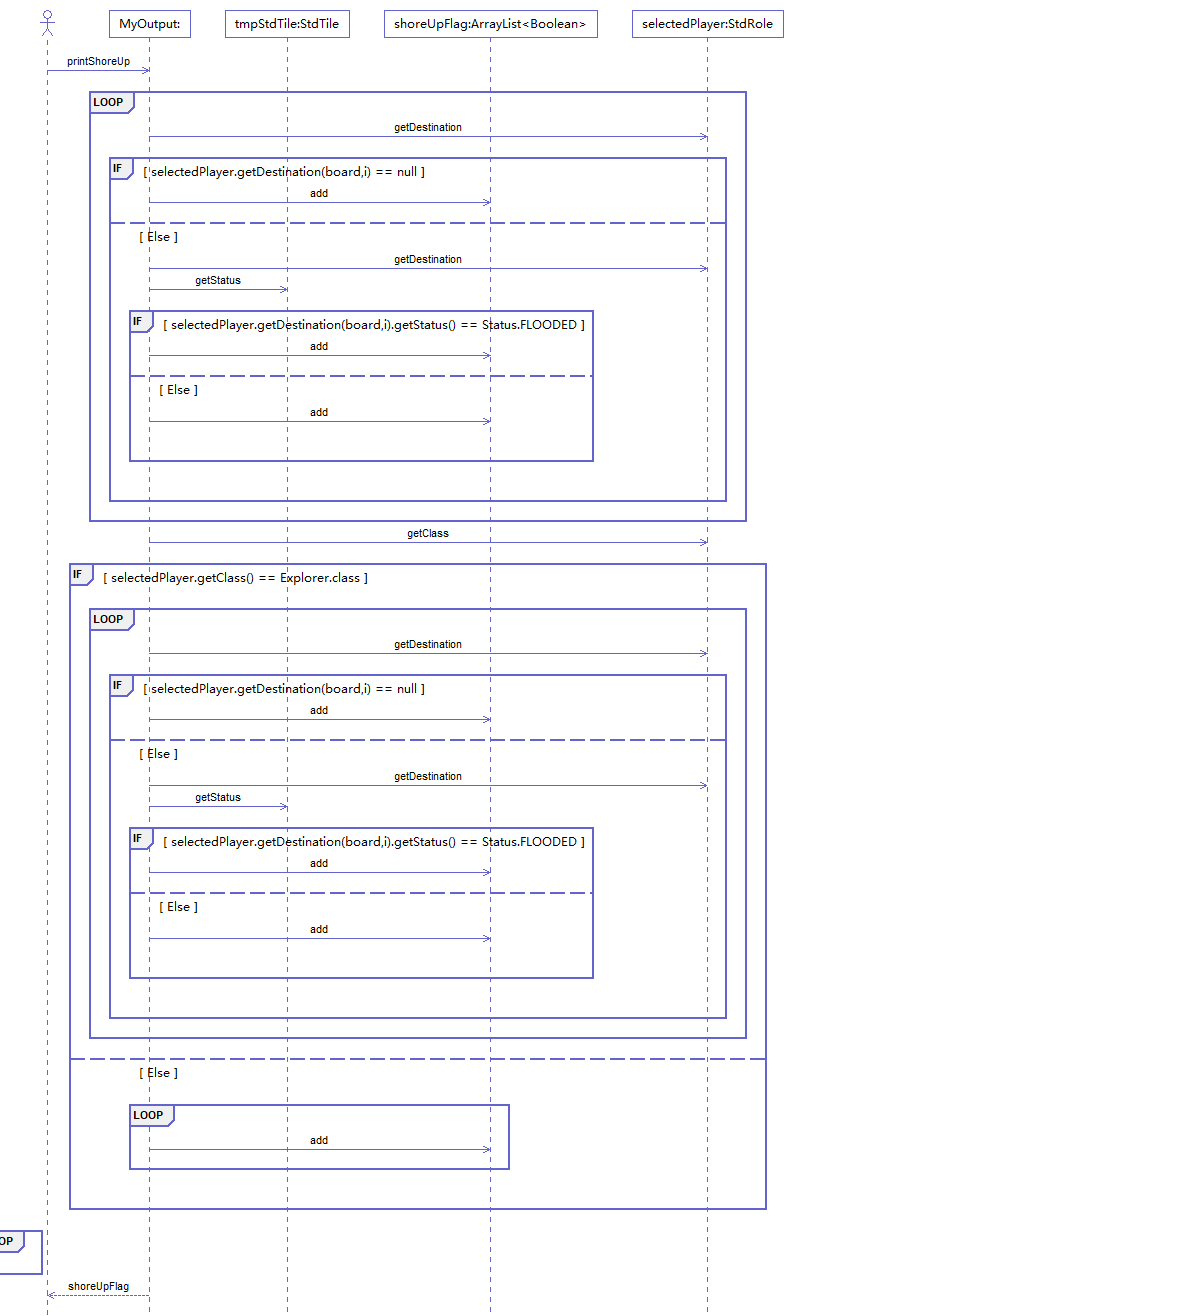 MyOutput:
tmpStdTile:StdTile
shoreUpFlag:ArrayList<Boolean>
selectedPlayer:StdRole
printShoreUp
LOOP
getDestination
IF
[ selectedPlayer.getDestination(board,i) == null ]
add
[ Else ]
getDestination
getStatus
IF
[ selectedPlayer.getDestination(board,i).getStatus() == Status.FLOODED ]
add
[ Else ]
add
getClass
IF
[ selectedPlayer.getClass() == Explorer.class ]
LOOP
getDestination
IF
[ selectedPlayer.getDestination(board,i) == null ]
add
[ Else ]
getDestination
getStatus
IF
[ selectedPlayer.getDestination(board,i).getStatus() == Status.FLOODED ]
add
[ Else ]
add
[ Else ]
LOOP
add
OP
shoreUpFlag